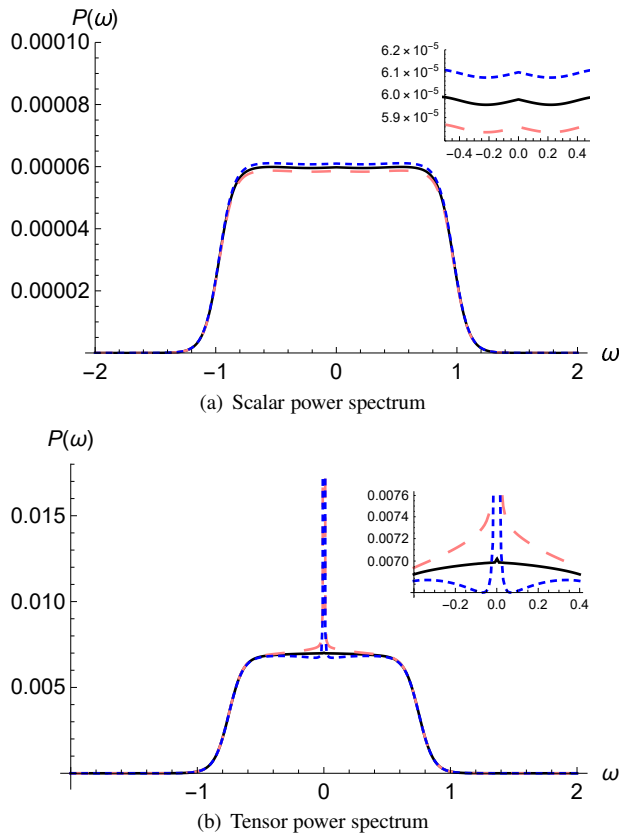 P(ω)
0.00010
0.00008
0.00006
0.00004
0.00002
−2 −1 0 1 2 ω
6.2×10⁻⁵
6.1×10⁻⁵
6.0×10⁻⁵
5.9×10⁻⁵
−0.4 −0.2 0.0 0.2 0.4
(a) Scalar power spectrum
P(ω)
0.015
0.010
0.005
−1 0 1 2 ω
0.0076
0.0074
0.0072
0.0070
−0.2 0.0 0.2 0.4
(b) Tensor power spectrum